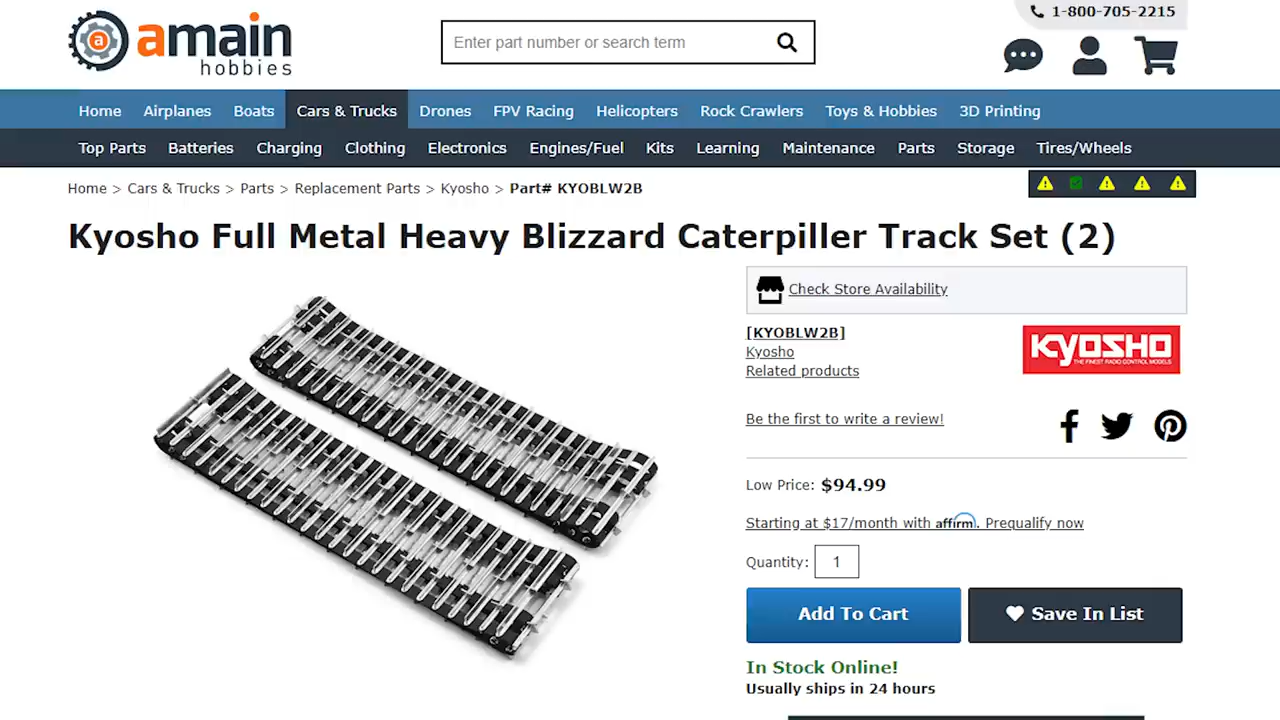 1-800-705-2215
a amain
hobbies
Enter part number or search term
Home Airplanes Boats Cars & Trucks Drones FPV Racing Helicopters Rock Crawlers Toys & Hobbies 3D Printing
Top Parts Batteries Charging Clothing Electronics Engines/Fuel Kits Learning Maintenance Parts Storage Tires/Wheels
Home > Cars & Trucks > Parts > Replacement Parts > Kyosho > Part# KYOBLW2B
Kyosho Full Metal Heavy Blizzard Caterpiller Track Set (2)
Check Store Availability
[KYOBLW2B]
Kyosho
Related products
KYOSHO
THE FINEST RADIO CONTROL MODELS
Be the first to write a review!
Low Price: $94.99
Starting at $17/month with affirm. Prequalify now
Quantity: 1
Add To Cart Save In List
In Stock Online!
Usually ships in 24 hours